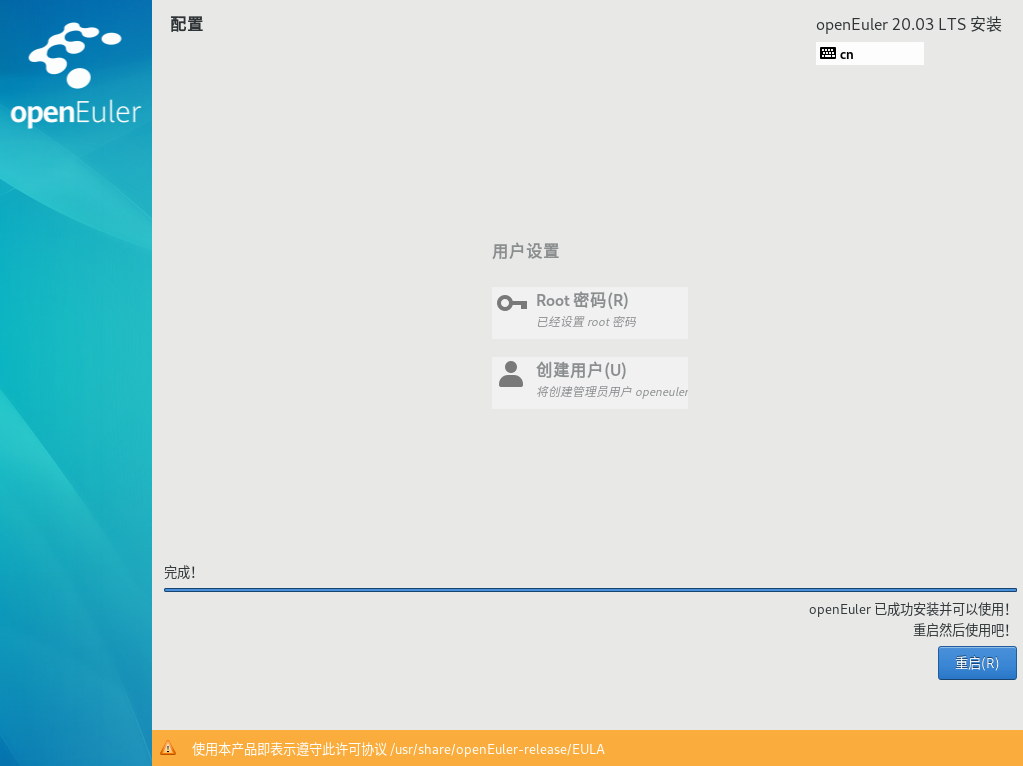 openEuler
配置
openEuler 20.03 LTS 安装
cn
用户设置
Root 密码(R)
已经设置 root 密码
创建用户(U)
将创建管理员用户 openeuler
完成!
openEuler 已成功安装并可以使用!
重启然后使用吧!
重启(R)
使用本产品即表示遵守此许可协议 /usr/share/openEuler-release/EULA